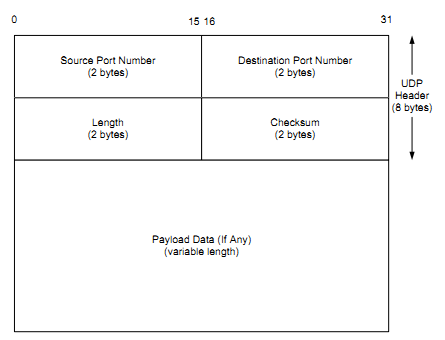 0 15 16 31
Source Port Number
(2 bytes)
Destination Port Number
(2 bytes)
UDP
Header
(8 bytes)
Length
(2 bytes)
Checksum
(2 bytes)
Payload Data (If Any)
(variable length)